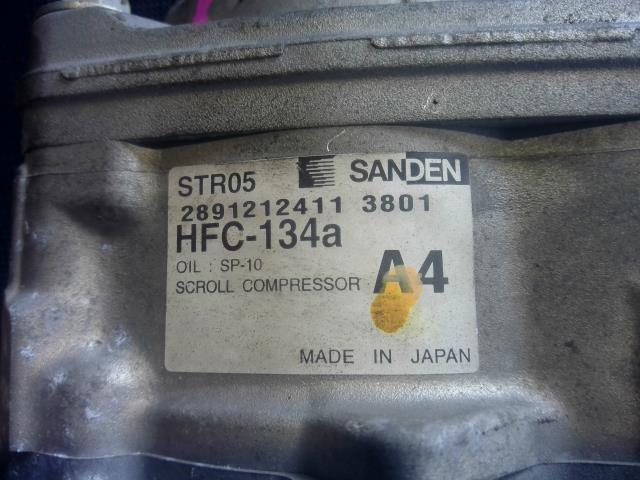 STR05 SANDEN
2891212411 3801
HFC-134a
OIL : SP-10
SCROLL COMPRESSOR A4
MADE IN JAPAN